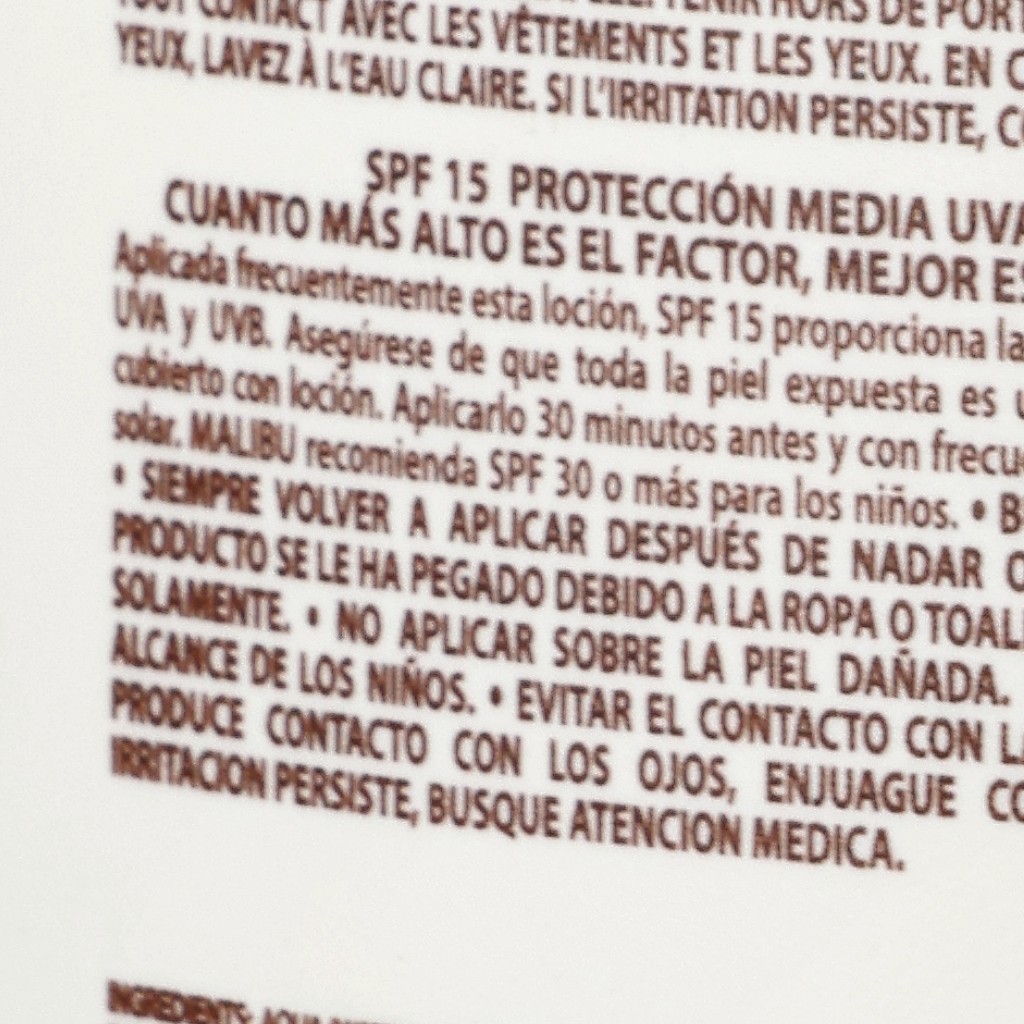 TENIR HORS DE
TOUT CONTACT AVEC LES VÊTEMENTS ET LES YEUX. EN
YEUX, LAVEZ À L'EAU CLAIRE. SI L'IRRITATION PERSISTE,
SPF 15 PROTECCIÓN MEDIA UVA
CUANTO MÁS ALTO ES EL FACTOR, MEJOR ES
Aplicada frecuentemente esta loción, SPF 15 proporciona la
UVA y UVB. Asegúrese de que toda la piel expuesta es
cubierto con loción. Aplicarlo 30 minutos antes y con
solar. MALIBU recomienda SPF 30 o más para los niños. •
• SIEMPRE VOLVER A APLICAR DESPUÉS DE NADAR
PRODUCTO SE LE HA PEGADO DEBIDO A LA ROPA O
SOLAMENTE. • NO APLICAR SOBRE LA PIEL DAÑADA.
ALCANCE DE LOS NIÑOS. • EVITAR EL CONTACTO CON
PRODUCE CONTACTO CON LOS OJOS, ENJUAGUE
IRRITACION PERSISTE, BUSQUE ATENCION MEDICA.
INGREDIENTS: AQUA